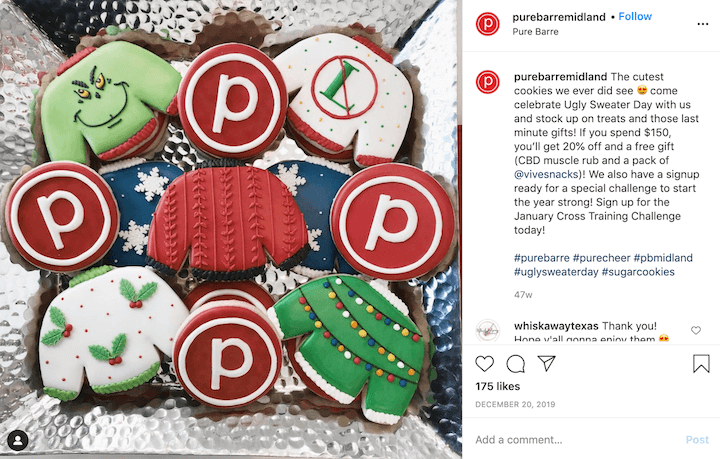 p
p
p
p
p
purebarremidland • Follow
Pure Barre
purebarremidland The cutest
cookies we ever did see 😍 come
celebrate Ugly Sweater Day with us
and stock up on treats and those last
minute gifts! If you spend $150,
you'll get 20% off and a free gift
(CBD muscle rub and a pack of
@vivesnacks)! We also have a signup
ready for a special challenge to start
the year strong! Sign up for the
January Cross Training Challenge
today!
#purebarre #purecheer #pbmidland
#uglysweaterday #sugarcookies
47w
whiskawaytexas Thank you!
Hope y'all gonna enjoy them 😍
175 likes
DECEMBER 20, 2019
Add a comment...
Post